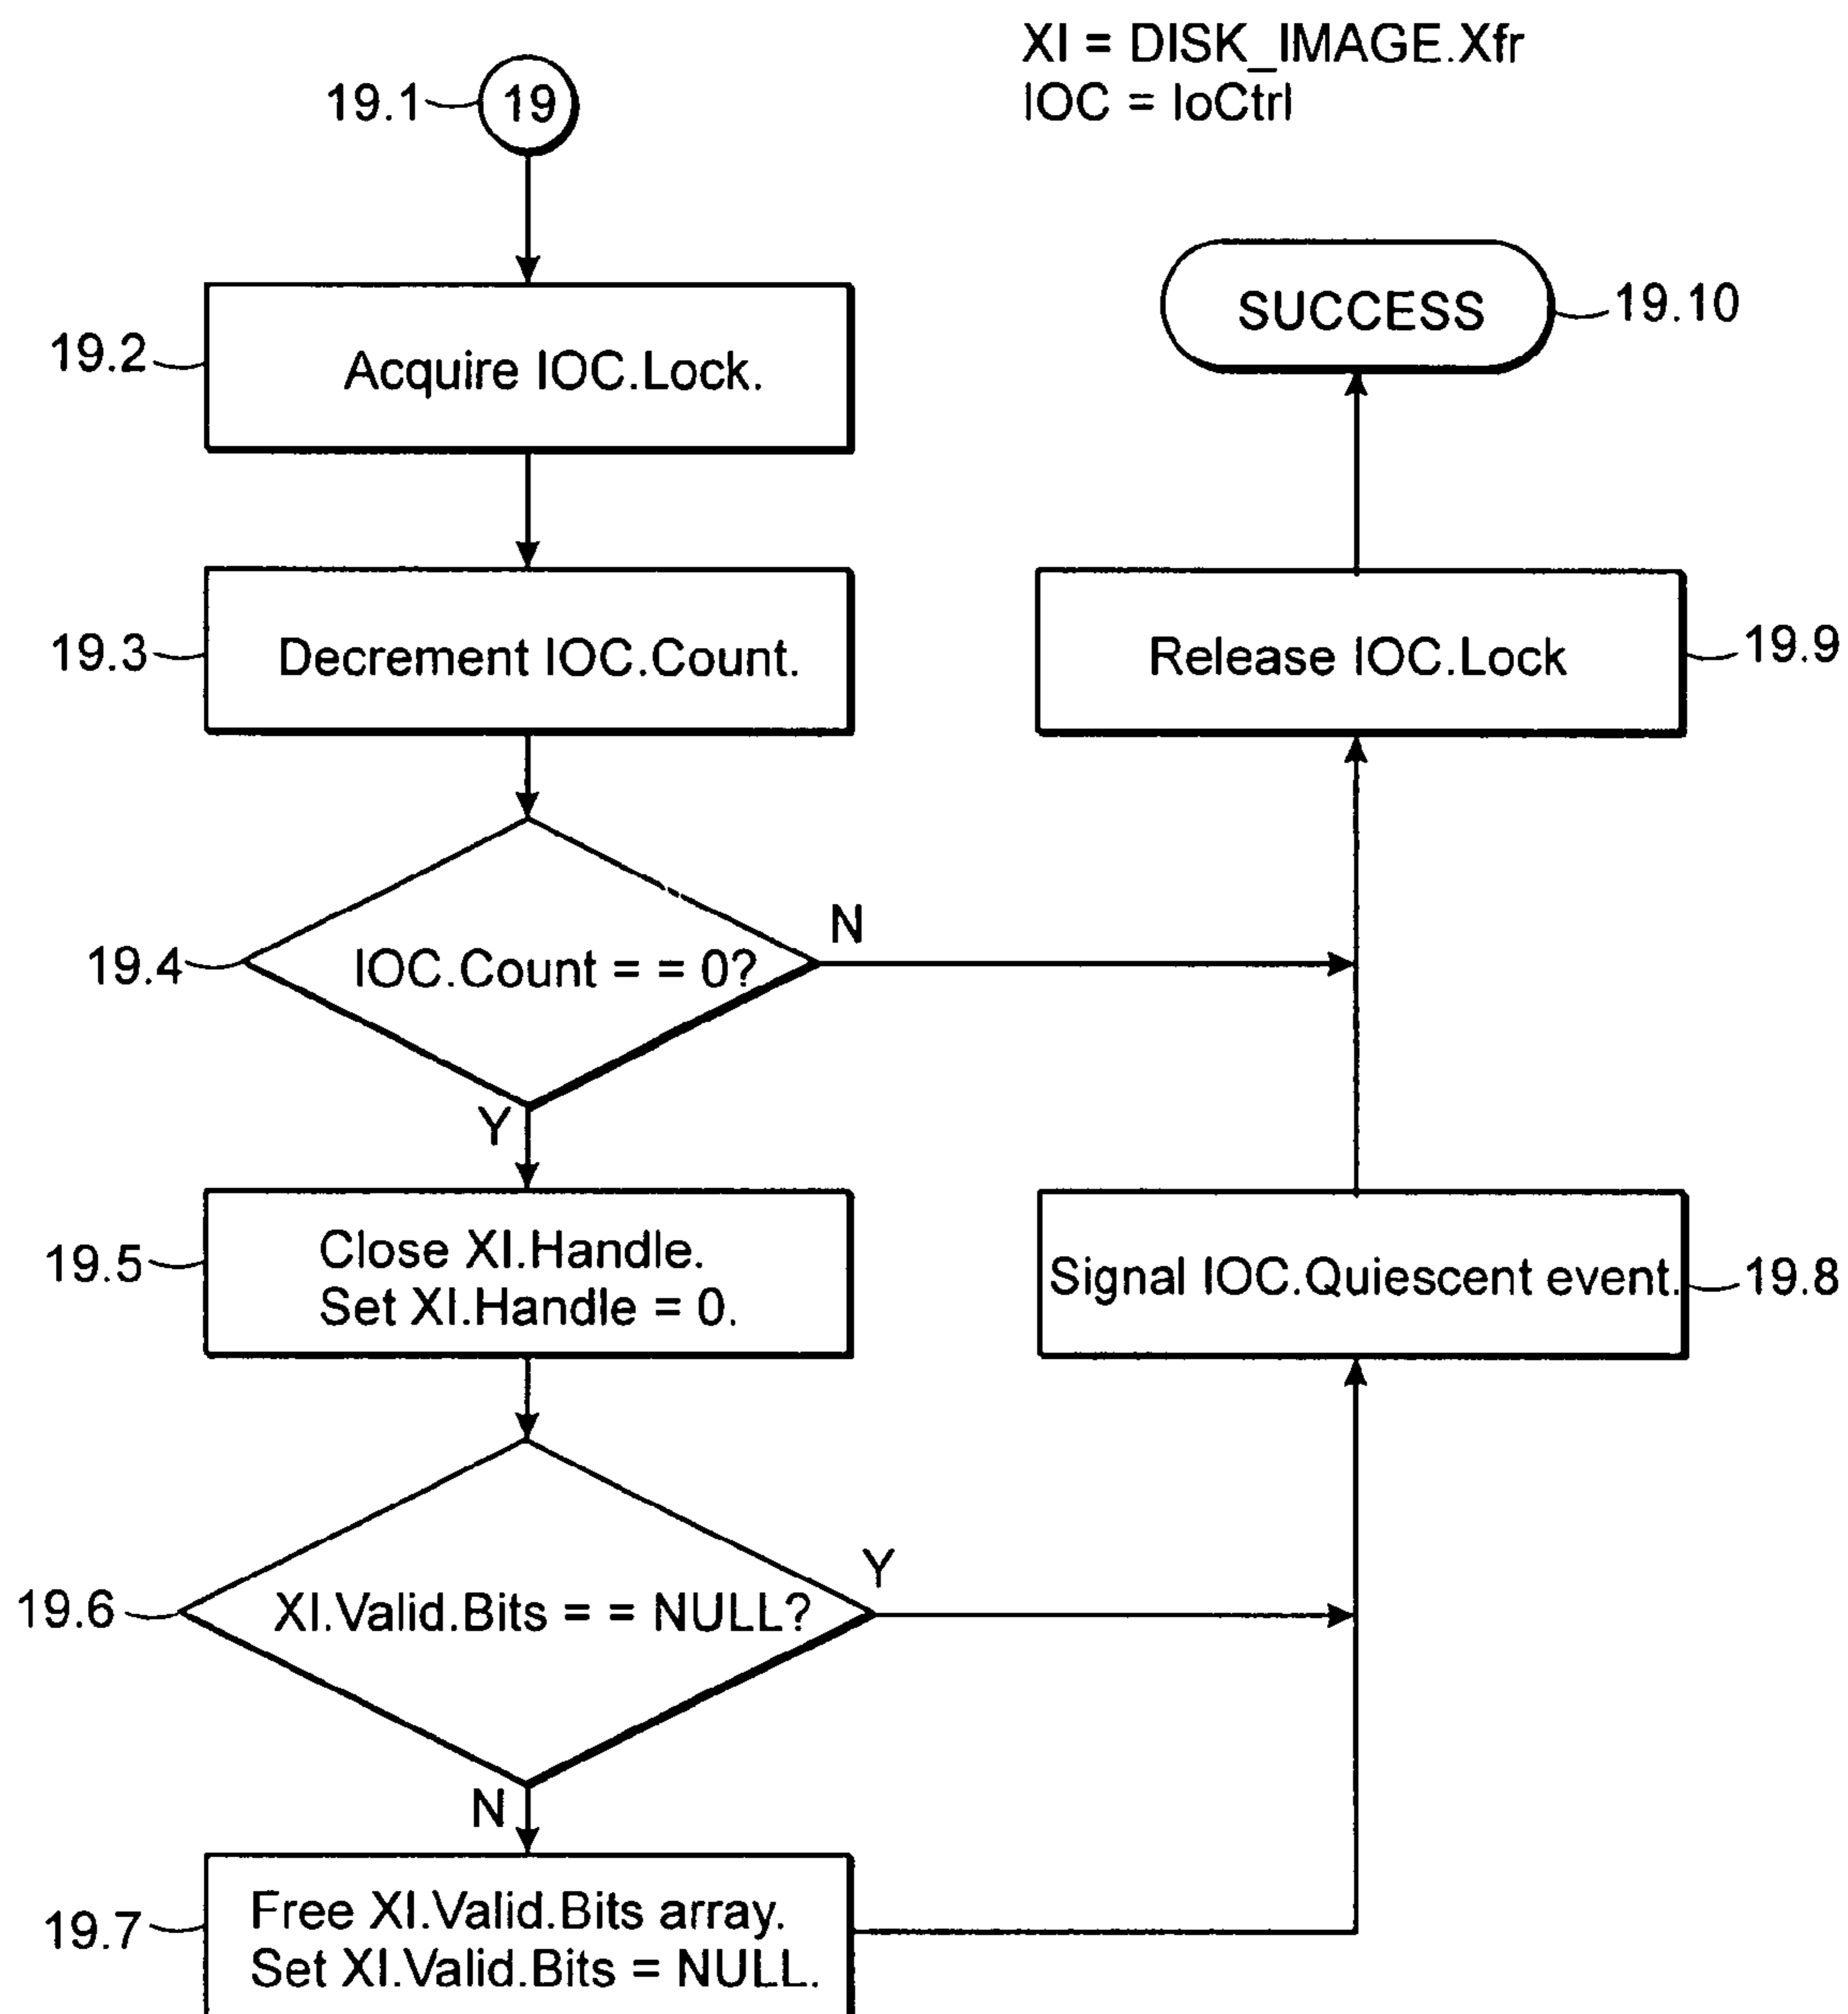 XI = DISK_IMAGE.Xfr
IOC = IoCtrl
19.1
19
19.2
Acquire IOC.Lock.
19.3
Decrement IOC.Count.
19.4
IOC.Count = = 0?
N
Y
19.5
Close XI.Handle.
Set XI.Handle = 0.
19.6
XI.Valid.Bits = = NULL?
Y
N
19.7
Free XI.Valid.Bits array.
Set XI.Valid.Bits = NULL.
Signal IOC.Quiescent event.
19.8
Release IOC.Lock
19.9
SUCCESS
19.10